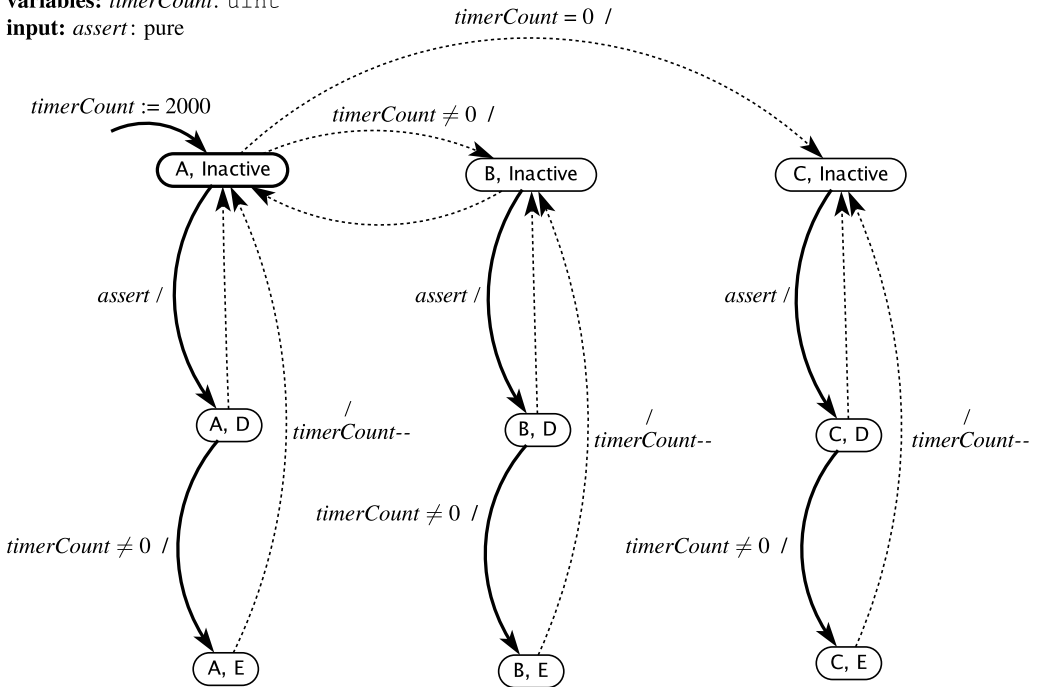 variables: timerCount: uint
input: assert: pure
timerCount = 0 /
timerCount := 2000
timerCount ≠ 0 /
A, Inactive
B, Inactive
C, Inactive
assert /
assert /
assert /
A, D
B, D
C, D
/
timerCount--
/
timerCount--
/
timerCount--
timerCount ≠ 0 /
timerCount ≠ 0 /
timerCount ≠ 0 /
A, E
B, E
C, E